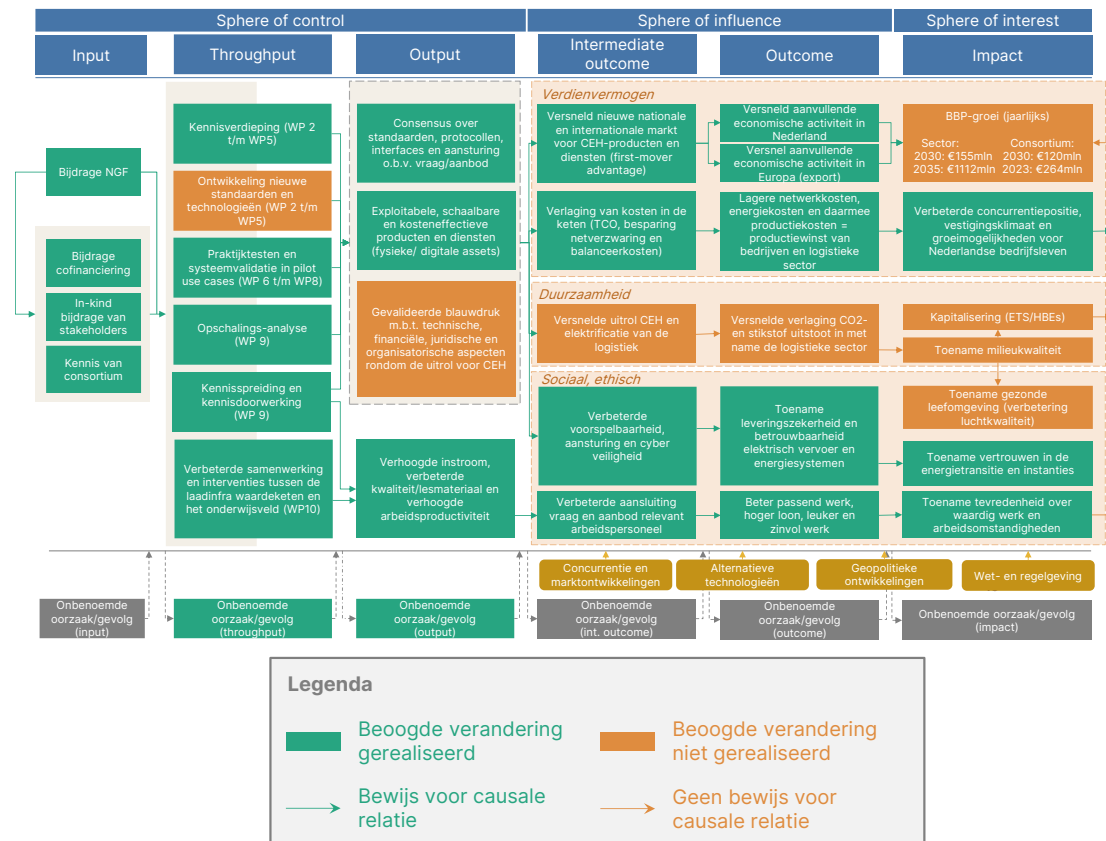 Sphere of control
Sphere of influence
Sphere of interest
Input
Throughput
Output
Intermediate
outcome
Outcome
Impact
Bijdrage NGF
Bijdrage
cofinanciering
In-kind
bijdrage van
stakeholders
Kennis van
consortium
Kennisverdieping (WP 2
t/m WP5)
Ontwikkeling nieuwe
standaarden en
technologieën (WP 2 t/m
WP5)
Praktijktesten en
systeemvalidatie in pilot
use cases (WP 6 t/m WP8)
Opschalings-analyse
(WP 9)
Kennisspreiding en
kennisdoorwerking
(WP 9)
Verbeterde samenwerking
en interventies tussen de
laadinfra waardeketen en
het onderwijsveld (WP10)
Consensus over
standaarden, protocollen,
interfaces en aansturing
o.b.v. vraag/aanbod
Exploitabele, schaalbare
en kosteneffectieve
producten en diensten
(fysieke/ digitale assets)
Gevalideerde blauwdruk
m.b.t. technische,
financiële, juridische en
organisatorische aspecten
rondom de uitrol voor CEH
Verhoogde instroom,
verbeterde
kwaliteit/lesmateriaal en
verhoogde
arbeidsproductiviteit
Verdienvermogen
Versneld nieuwe nationale
en internationale markt
voor CEH-producten en
diensten (first-mover
advantage)
Versneld aanvullende
economische activiteit in
Nederland
Versnel aanvullende
economische activiteit in
Europa (export)
BBP-groei (jaarlijks)
Sector:
2030: €155mln
2035: €1112mln
Consortium:
2030: €120mln
2023: €264mln
Verlaging van kosten in de
keten (TCO, besparing
netverzwaring en
balanceerkosten)
Lagere netwerkkosten,
energiekosten en daarmee
productiekosten =
productiewinst van
bedrijven en logistieke
sector
Verbeterde concurrentiepositie,
vestigingsklimaat en
groeimogelijkheden voor
Nederlandse bedrijfsleven
Duurzaamheid
Versnelde uitrol CEH en
elektrificatie van de
logistiek
Versnelde verlaging CO2-
en stikstof uitstoot in met
name de logistieke sector
Kapitalisering (ETS/HBEs)
Toename milieukwaliteit
Sociaal, ethisch
Verbeterde
voorspelbaarheid,
aansturing en cyber
veiligheid
Toename
leveringszekerheid en
betrouwbaarheid
elektrisch vervoer en
energiesystemen
Toename gezonde
leefomgeving (verbetering
luchtkwaliteit)
Toename vertrouwen in de
energietransitie en instanties
Verbeterde aansluiting
vraag en aanbod relevant
arbeidspersoneel
Beter passend werk,
hoger loon, leuker en
zinvol werk
Toename tevredenheid over
waardig werk en
arbeidsomstandigheden
Concurrentie en
marktontwikkelingen
Alternatieve
technologieën
Geopolitieke
ontwikkelingen
Wet- en regelgeving
Onbenoemde
oorzaak/gevolg
(input)
Onbenoemde
oorzaak/gevolg
(throughput)
Onbenoemde
oorzaak/gevolg
(output)
Onbenoemde
oorzaak/gevolg
(int. outcome)
Onbenoemde
oorzaak/gevolg
(outcome)
Onbenoemde oorzaak/gevolg
(impact)
Legenda
Beoogde verandering
gerealiseerd
Beoogde verandering
niet gerealiseerd
Bewijs voor causale
relatie
Geen bewijs voor
causale relatie